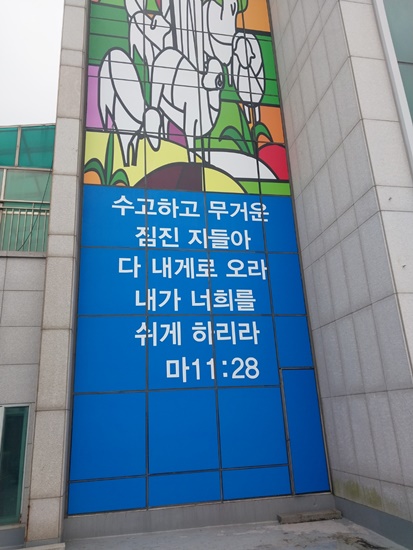 수고하고 무거운
짐진 자들아
다 내게로 오라
내가 너희를
쉬게 하리라
마11:28